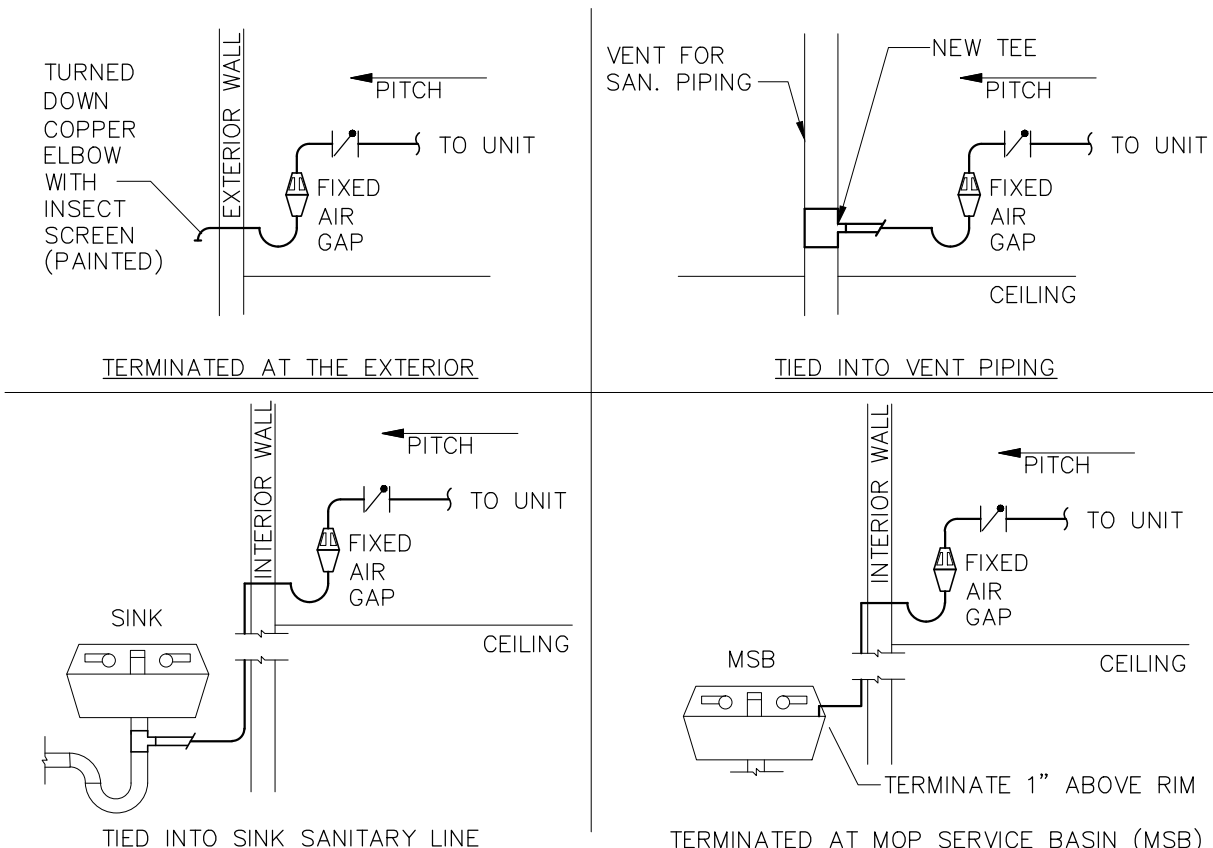 TURNED
DOWN
COPPER
ELBOW
WITH
INSECT
SCREEN
(PAINTED)
EXTERIOR WALL
PITCH
TO UNIT
FIXED
AIR
GAP
TERMINATED AT THE EXTERIOR
VENT FOR
SAN. PIPING
NEW TEE
PITCH
TO UNIT
FIXED
AIR
GAP
CEILING
TIED INTO VENT PIPING
INTERIOR WALL
PITCH
TO UNIT
FIXED
AIR
GAP
SINK
CEILING
TIED INTO SINK SANITARY LINE
INTERIOR WALL
PITCH
TO UNIT
FIXED
AIR
GAP
MSB
CEILING
TERMINATE 1” ABOVE RIM
TERMINATED AT MOP SERVICE BASIN (MSB)